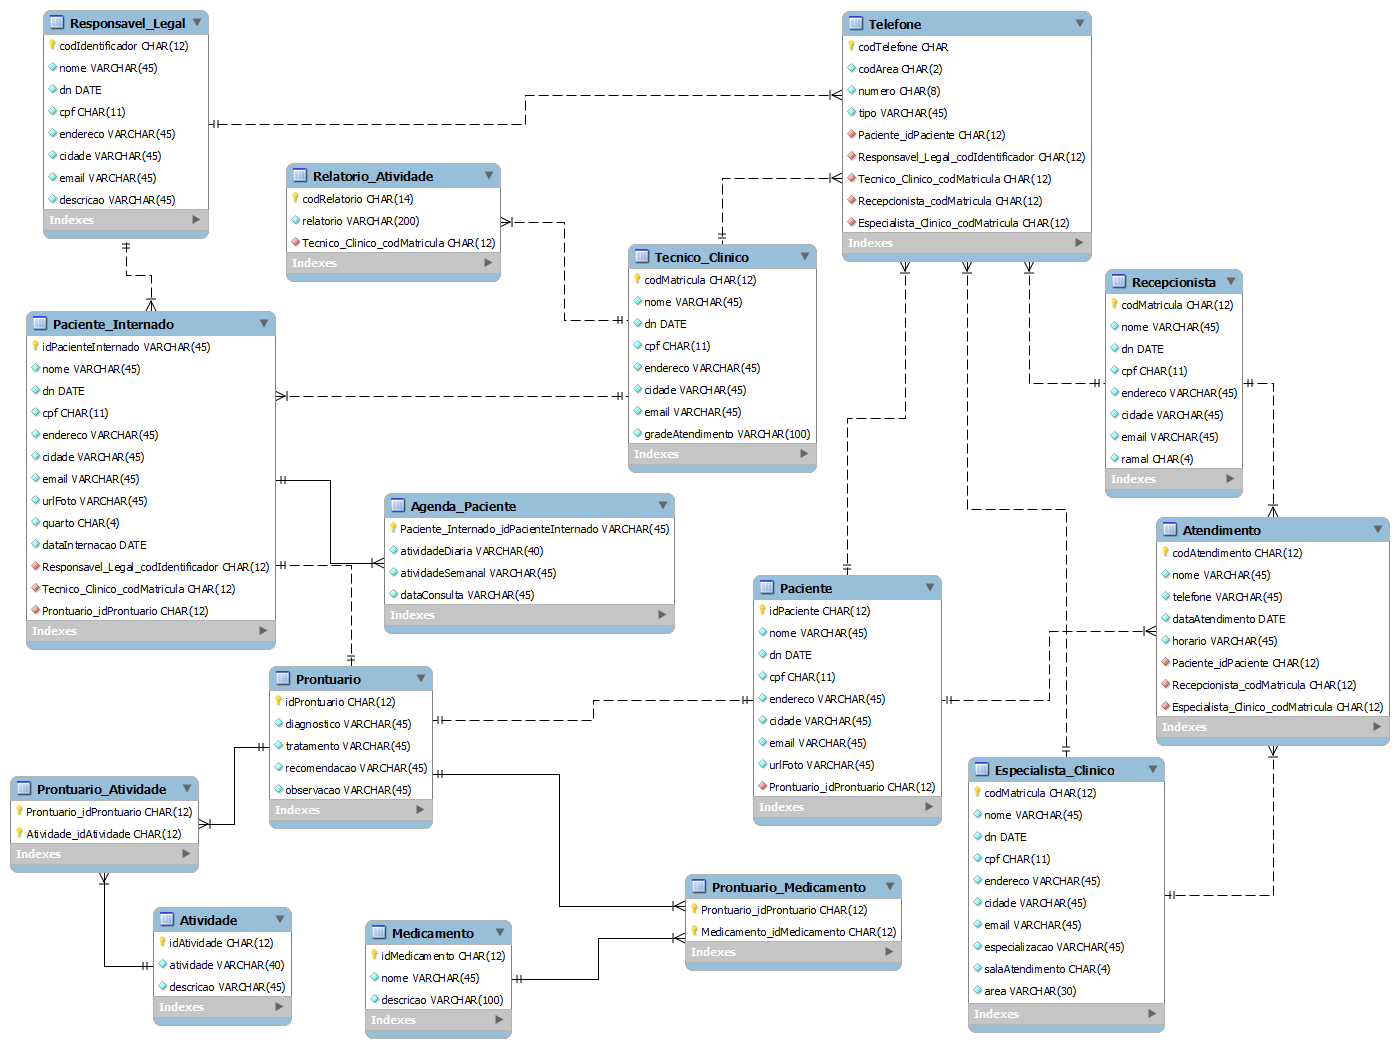 Responsavel_Legal
codIdentificador CHAR(12)
nome VARCHAR(45)
dn DATE
cpf CHAR(11)
endereco VARCHAR(45)
cidade VARCHAR(45)
email VARCHAR(45)
descricao VARCHAR(45)
Indexes
Telefone
codTelefone CHAR
codArea CHAR(2)
numero CHAR(8)
tipo VARCHAR(45)
Paciente_idPaciente CHAR(12)
Responsavel_Legal_codIdentificador CHAR(12)
Tecnico_Clinico_codMatricula CHAR(12)
Recepcionista_codMatricula CHAR(12)
Especialista_Clinico_codMatricula CHAR(12)
Indexes
Relatorio_Atividade
codRelatorio CHAR(14)
relatorio VARCHAR(200)
Tecnico_Clinico_codMatricula CHAR(12)
Indexes
Tecnico_Clinico
codMatricula CHAR(12)
nome VARCHAR(45)
dn DATE
cpf CHAR(11)
endereco VARCHAR(45)
cidade VARCHAR(45)
email VARCHAR(45)
gradeAtendimento VARCHAR(100)
Indexes
Recepcionista
codMatricula CHAR(12)
nome VARCHAR(45)
dn DATE
cpf CHAR(11)
endereco VARCHAR(45)
cidade VARCHAR(45)
email VARCHAR(45)
ramal CHAR(4)
Indexes
Paciente_Internado
idPacienteInternado VARCHAR(45)
nome VARCHAR(45)
dn DATE
cpf CHAR(11)
endereco VARCHAR(45)
cidade VARCHAR(45)
email VARCHAR(45)
urlFoto VARCHAR(45)
quarto CHAR(4)
dataInternacao DATE
Responsavel_Legal_codIdentificador CHAR(12)
Tecnico_Clinico_codMatricula CHAR(12)
Prontuario_idProntuario CHAR(12)
Indexes
Agenda_Paciente
Paciente_Internado_idPacienteInternado VARCHAR(45)
atividadeDiaria VARCHAR(40)
atividadeSemanal VARCHAR(45)
dataConsulta VARCHAR(45)
Indexes
Atendimento
codAtendimento CHAR(12)
nome VARCHAR(45)
telefone VARCHAR(45)
dataAtendimento DATE
horario VARCHAR(45)
Paciente_idPaciente CHAR(12)
Recepcionista_codMatricula CHAR(12)
Especialista_Clinico_codMatricula CHAR(12)
Indexes
Paciente
idPaciente CHAR(12)
nome VARCHAR(45)
dn DATE
cpf CHAR(11)
endereco VARCHAR(45)
cidade VARCHAR(45)
email VARCHAR(45)
urlFoto VARCHAR(45)
Prontuario_idProntuario CHAR(12)
Indexes
Prontuario
idProntuario CHAR(12)
diagnostico VARCHAR(45)
tratamento VARCHAR(45)
recomendacao VARCHAR(45)
observacao VARCHAR(45)
Indexes
Especialista_Clinico
codMatricula CHAR(12)
nome VARCHAR(45)
dn DATE
cpf CHAR(11)
endereco VARCHAR(45)
cidade VARCHAR(45)
email VARCHAR(45)
especializacao VARCHAR(45)
salaAtendimento CHAR(4)
area VARCHAR(30)
Indexes
Prontuario_Atividade
Prontuario_idProntuario CHAR(12)
Atividade_idAtividade CHAR(12)
Indexes
Prontuario_Medicamento
Prontuario_idProntuario CHAR(12)
Medicamento_idMedicamento CHAR(12)
Indexes
Atividade
idAtividade CHAR(12)
atividade VARCHAR(40)
descricao VARCHAR(45)
Indexes
Medicamento
idMedicamento CHAR(12)
nome VARCHAR(45)
descricao VARCHAR(100)
Indexes